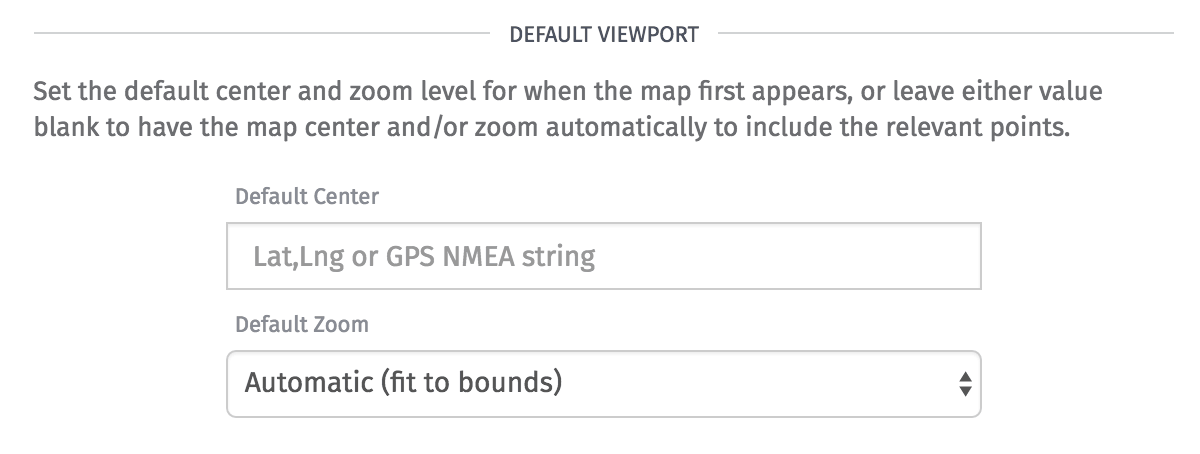 DEFAULT VIEWPORT
Set the default center and zoom level for when the map first appears, or leave either value
blank to have the map center and/or zoom automatically to include the relevant points.
Default Center
Lat,Lng or GPS NMEA string
Default Zoom
Automatic (fit to bounds)